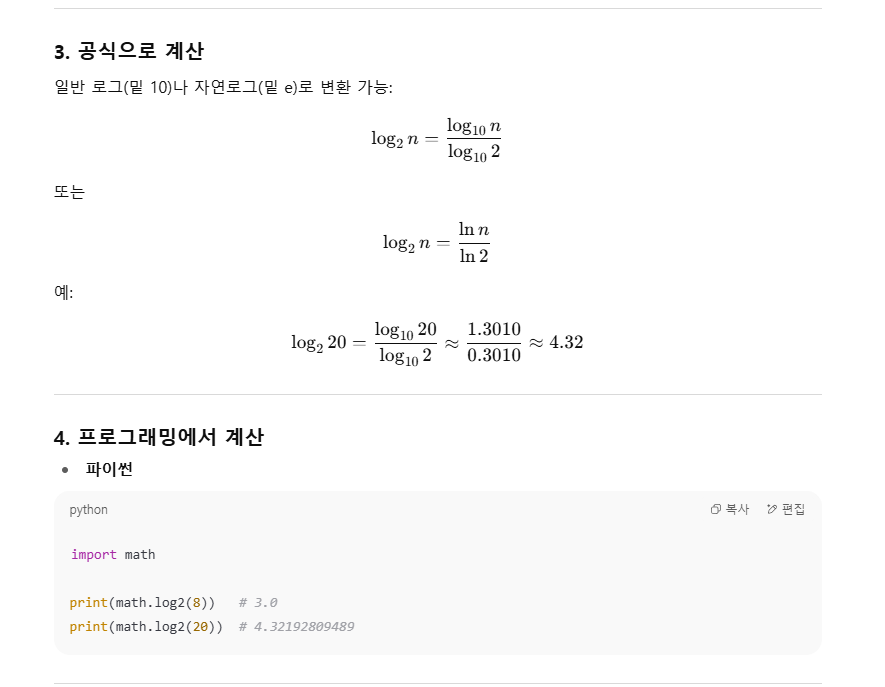 3. 공식으로 계산
일반 로그(밑 10)나 자연로그(밑 e)로 변환 가능:
log₂ n = log₁₀ n / log₁₀ 2
또는
log₂ n = ln n / ln 2
예:
log₂ 20 = log₁₀ 20 / log₁₀ 2 ≈ 1.3010 / 0.3010 ≈ 4.32
4. 프로그래밍에서 계산
• 파이썬
python 복사 편집
import math
print(math.log2(8))   # 3.0
print(math.log2(20))  # 4.32192809489